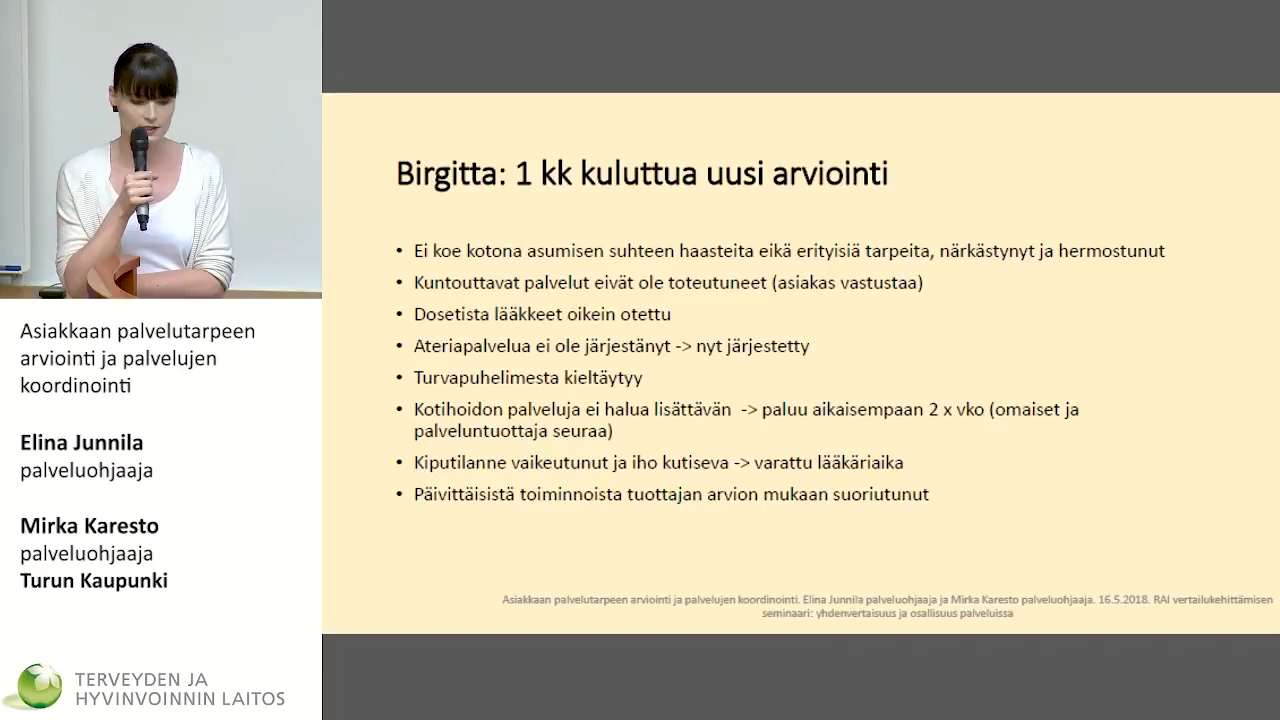 Asiakkaan palvelutarpeen
arviointi ja palvelujen
koordinointi
Elina Junnila
palveluohjaaja
Mirka Karesto
palveluohjaaja
Turun Kaupunki
TERVEYDEN JA
HYVINVOINNIN LAITOS
Birgitta: 1 kk kuluttua uusi arviointi
• Ei koe kotona asumisen suhteen haasteita eikä erityisiä tarpeita, närkästynyt ja hermostunut
• Kuntouttavat palvelut eivät ole toteutuneet (asiakas vastustaa)
• Dosetista lääkkeet oikein otettu
• Ateriapalvelua ei ole järjestänyt -> nyt järjestetty
• Turvapuhelimesta kieltäytyy
• Kotihoidon palveluja ei halua lisättävän -> paluu aikaisempaan 2 x vko (omaiset ja
palveluntuottaja seuraa)
• Kiputilanne vaikeutunut ja iho kutiseva -> varattu lääkäriaika
• Päivittäisistä toiminnoista tuottajan arvion mukaan suoriutunut
Asiakkaan palvelutarpeen arviointi ja palvelujen koordinointi. Elina Junnila palveluohjaaja ja Mirka Karesto palveluohjaaja. 16.5.2018. RAI vertailukehittämisen
seminaari: yhdenvertaisuus ja osallisuus palveluissa